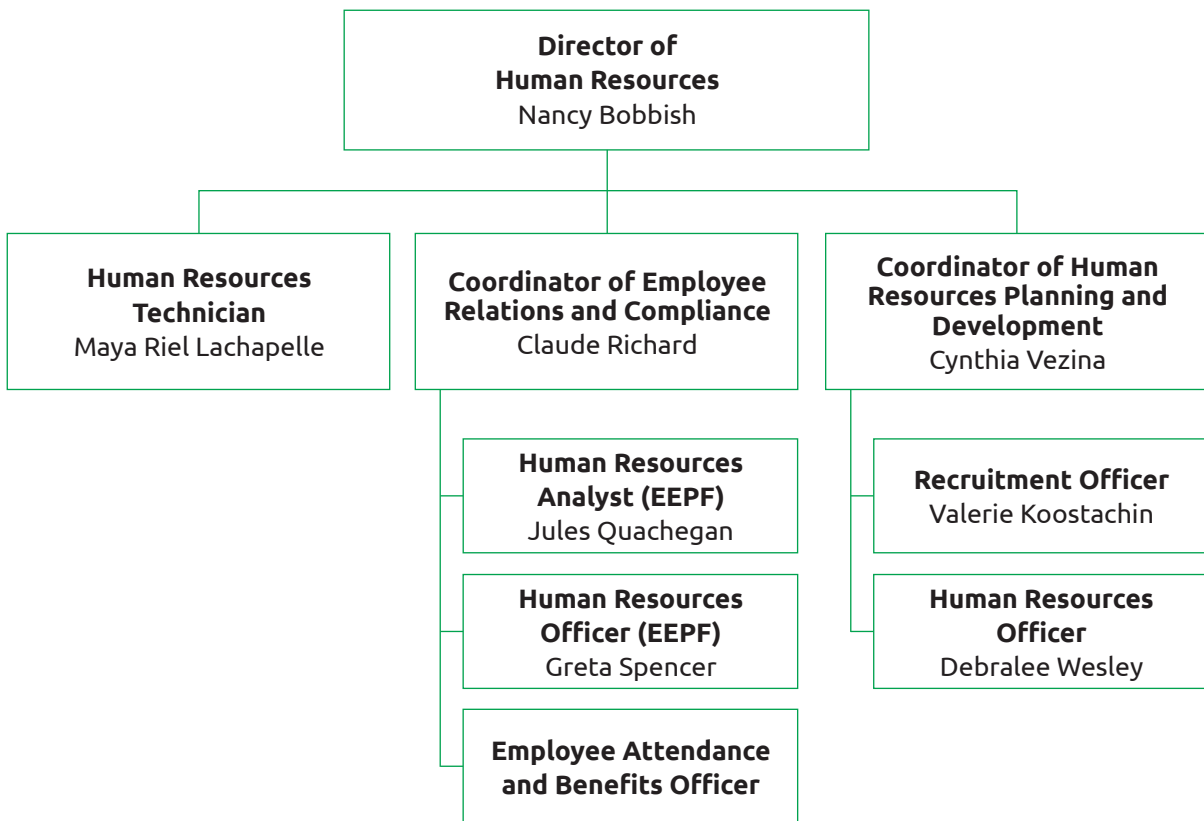 Director of
Human Resources
Nancy Bobbish
Human Resources
Technician
Maya Riel Lachapelle
Coordinator of Employee
Relations and Compliance
Claude Richard
Coordinator of Human
Resources Planning and
Development
Cynthia Vezina
Human Resources
Analyst (EEPF)
Jules Quachegan
Human Resources
Officer (EEPF)
Greta Spencer
Employee Attendance
and Benefits Officer
Recruitment Officer
Valerie Koostachin
Human Resources
Officer
Debralee Wesley